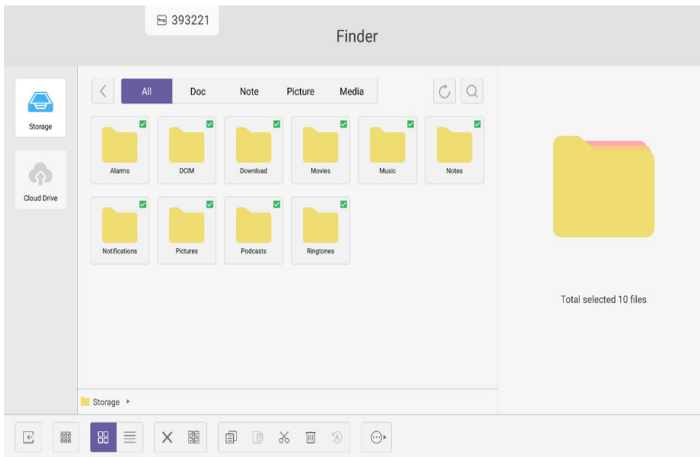 393221
Finder
All Doc Note Picture Media
Storage
Cloud Drive
Alarms DCIM Download Movies Music Notes
Notifications Pictures Podcasts Ringtones
Total selected 10 files
Storage